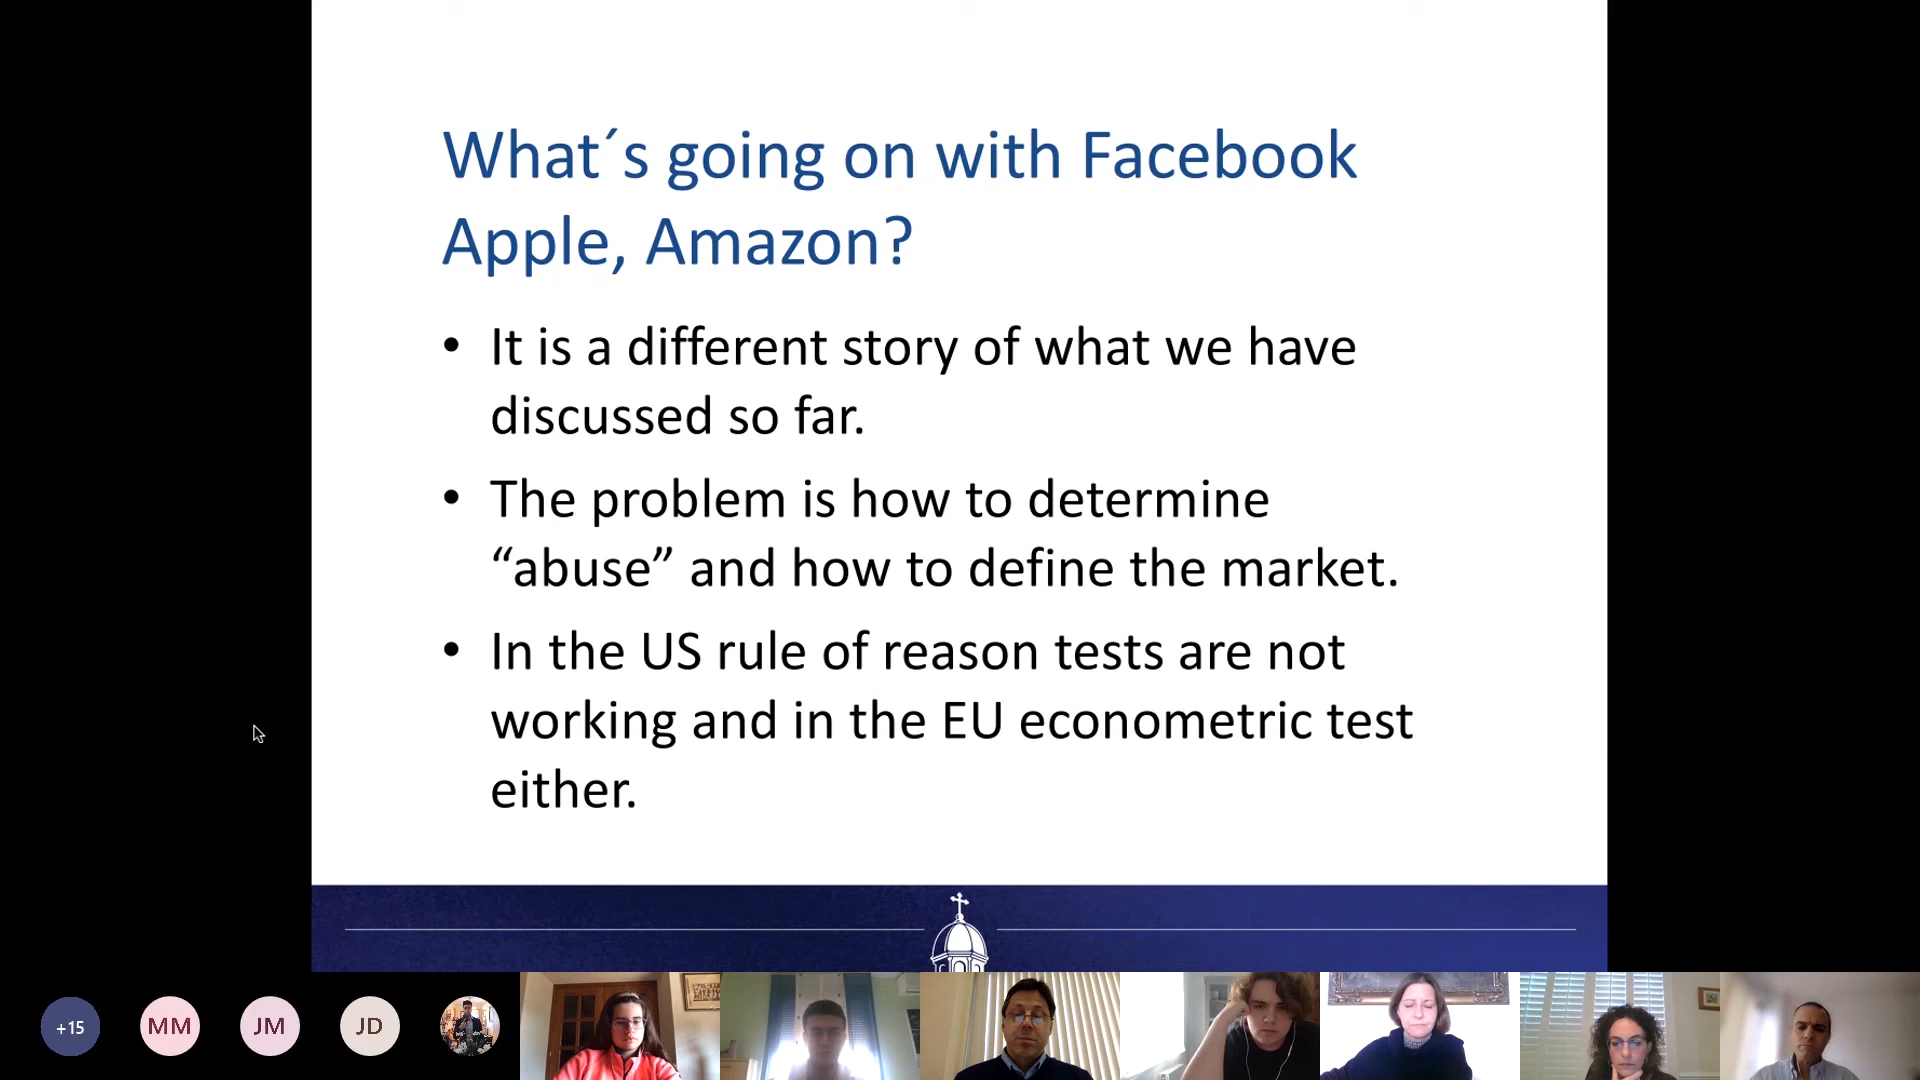 What´s going on with Facebook
Apple, Amazon?
• It is a different story of what we have
discussed so far.
• The problem is how to determine
“abuse” and how to define the market.
• In the US rule of reason tests are not
working and in the EU econometric test
either.
+15
MM
JM
JD